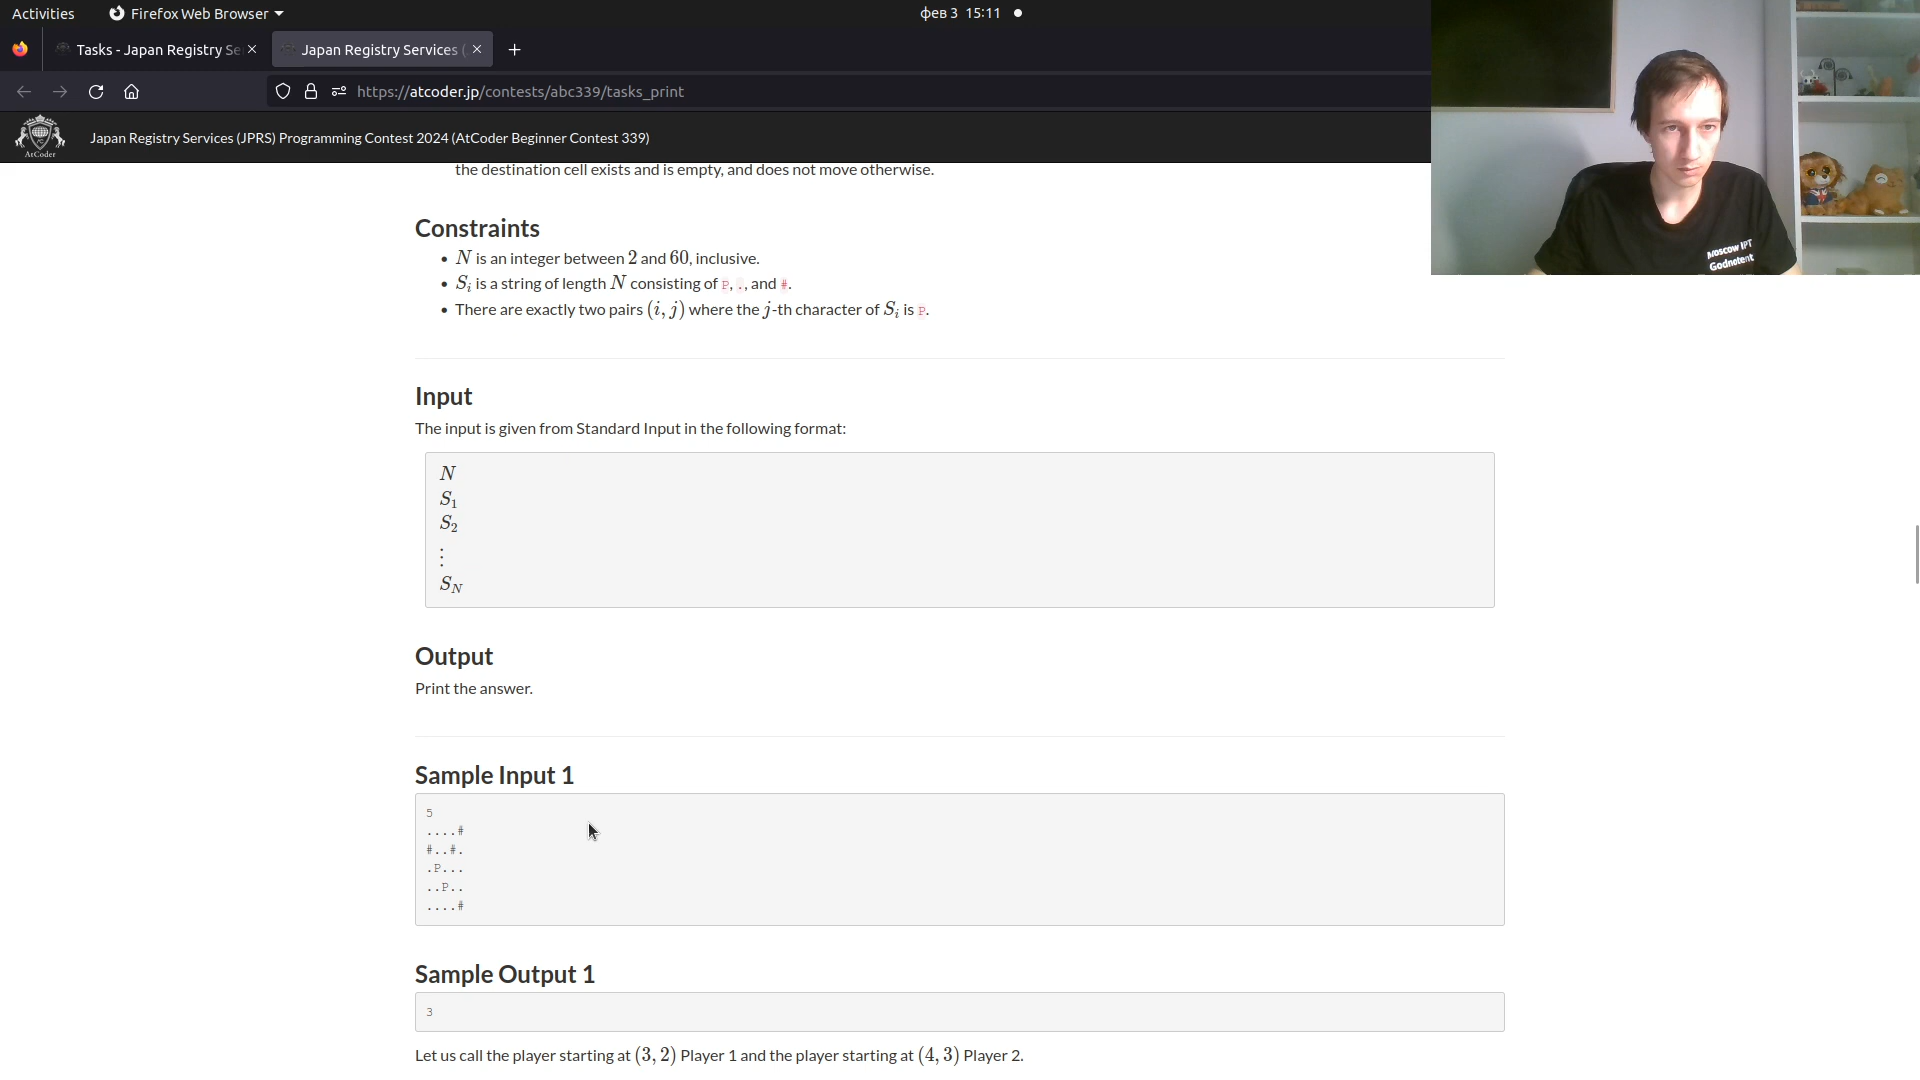 Activities
Firefox Web Browser
фев 3 15:11
Tasks - Japan Registry Se
Japan Registry Services (
https://atcoder.jp/contests/abc339/tasks_print
AtCoder
Japan Registry Services (JPRS) Programming Contest 2024 (AtCoder Beginner Contest 339)
Moscow IPT
Godnotent
the destination cell exists and is empty, and does not move otherwise.
Constraints
• N is an integer between 2 and 60, inclusive.
• S_i is a string of length N consisting of P, ., and #.
• There are exactly two pairs (i, j) where the j-th character of S_i is P.
Input
The input is given from Standard Input in the following format:
N
S_1
S_2
⋮
S_N
Output
Print the answer.
Sample Input 1
5
....#
#..#.
.P...
..P..
....#
Sample Output 1
3
Let us call the player starting at (3, 2) Player 1 and the player starting at (4, 3) Player 2.